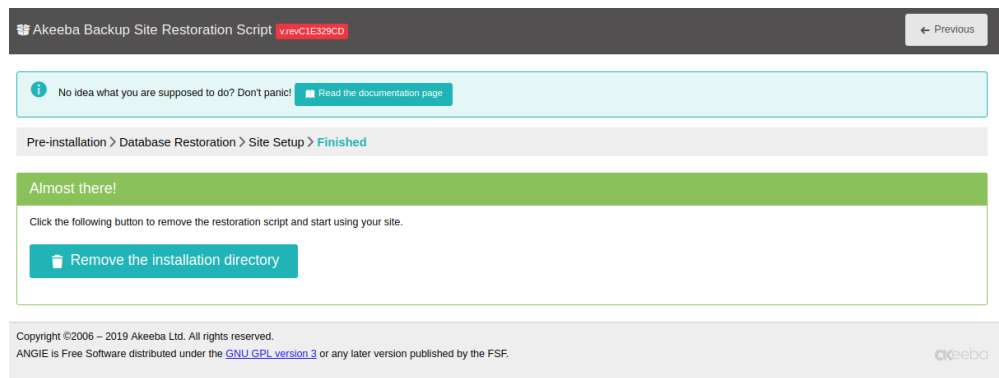 Akeeba Backup Site Restoration Script v.revC1E329CD
← Previous
No idea what you are supposed to do? Don't panic! Read the documentation page
Pre-installation > Database Restoration > Site Setup > Finished
Almost there!
Click the following button to remove the restoration script and start using your site.
Remove the installation directory
Copyright ©2006 – 2019 Akeeba Ltd. All rights reserved.
ANGIE is Free Software distributed under the GNU GPL version 3 or any later version published by the FSF.
akeeba